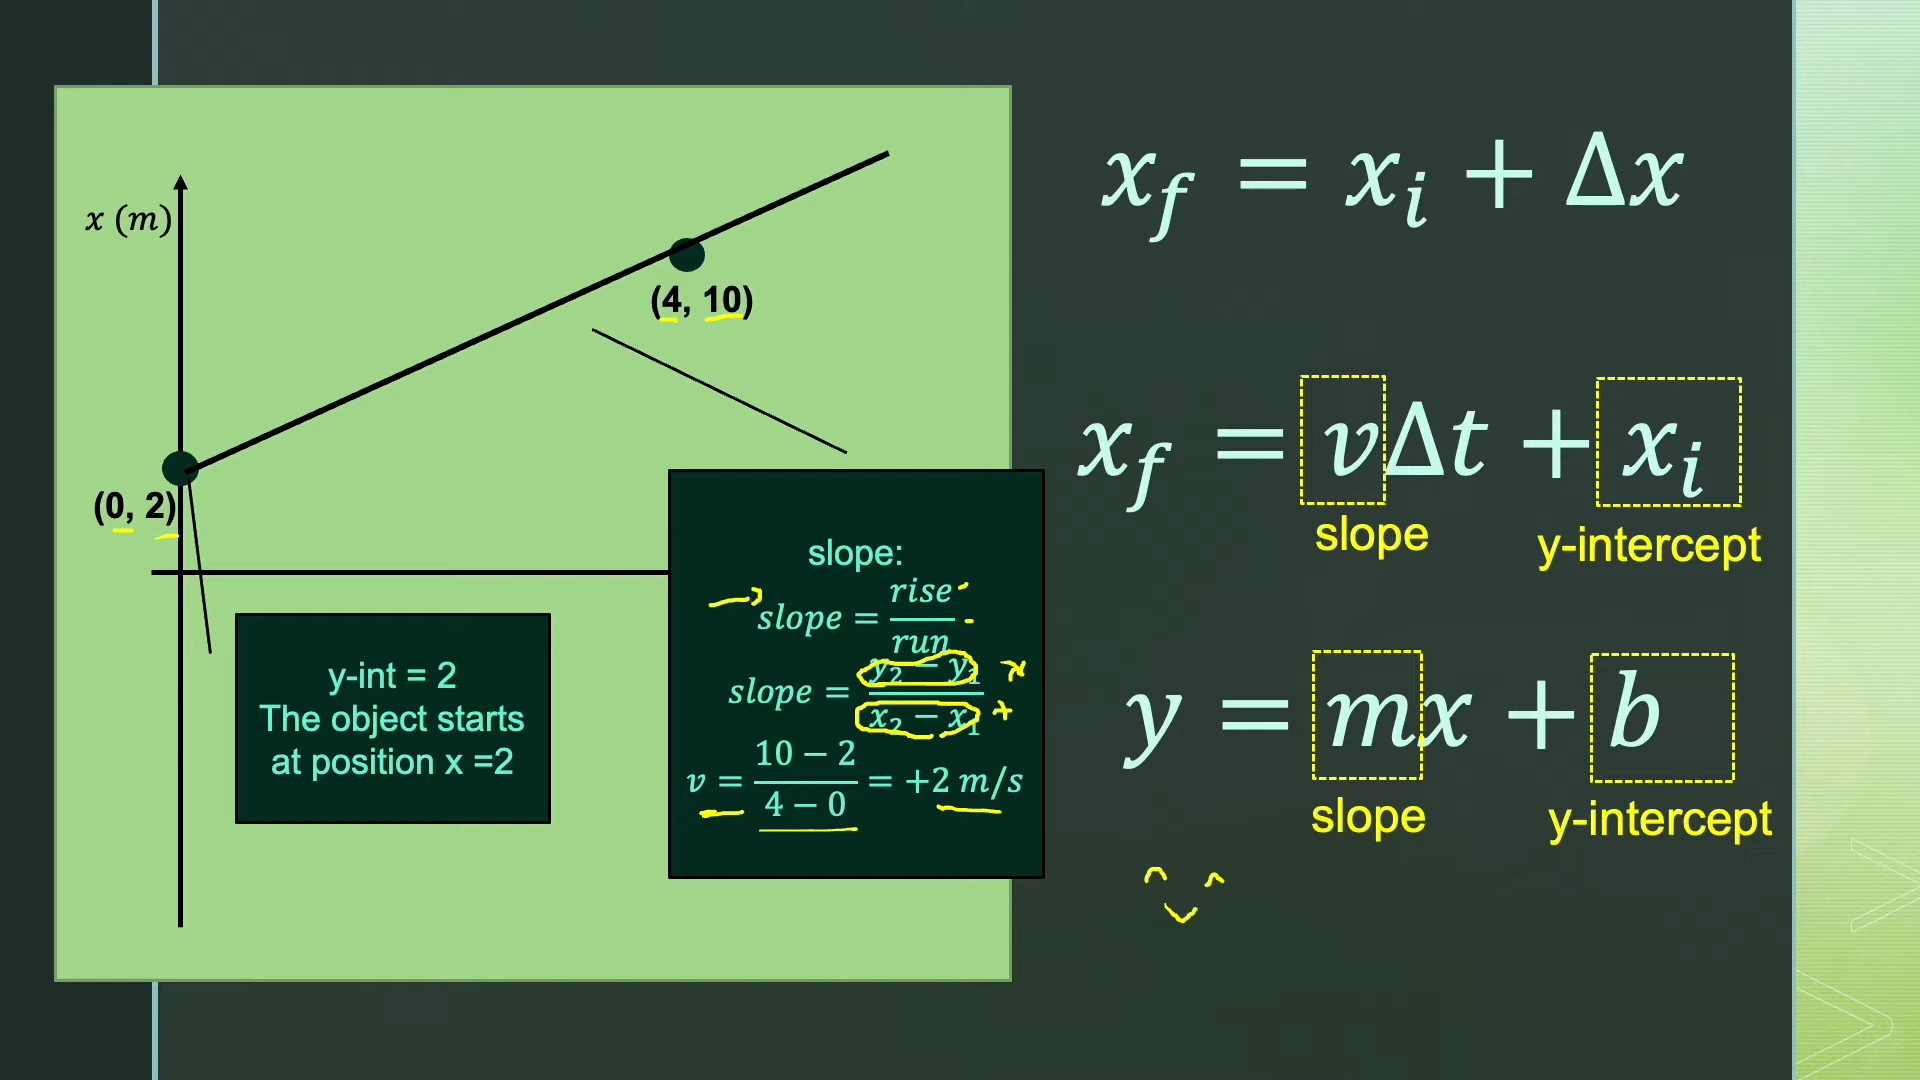 x (m)
(4, 10)
(0, 2)
y-int = 2
The object starts
at position x =2
slope:
slope = rise/run
slope = y₂ − y₁/x₂ − x₁
x
t
v = 10 − 2/4 − 0 = +2 m/s
x_f = x_i + Δx
x_f = vΔt + x_i
slope
y-intercept
y = mx + b
slope
y-intercept